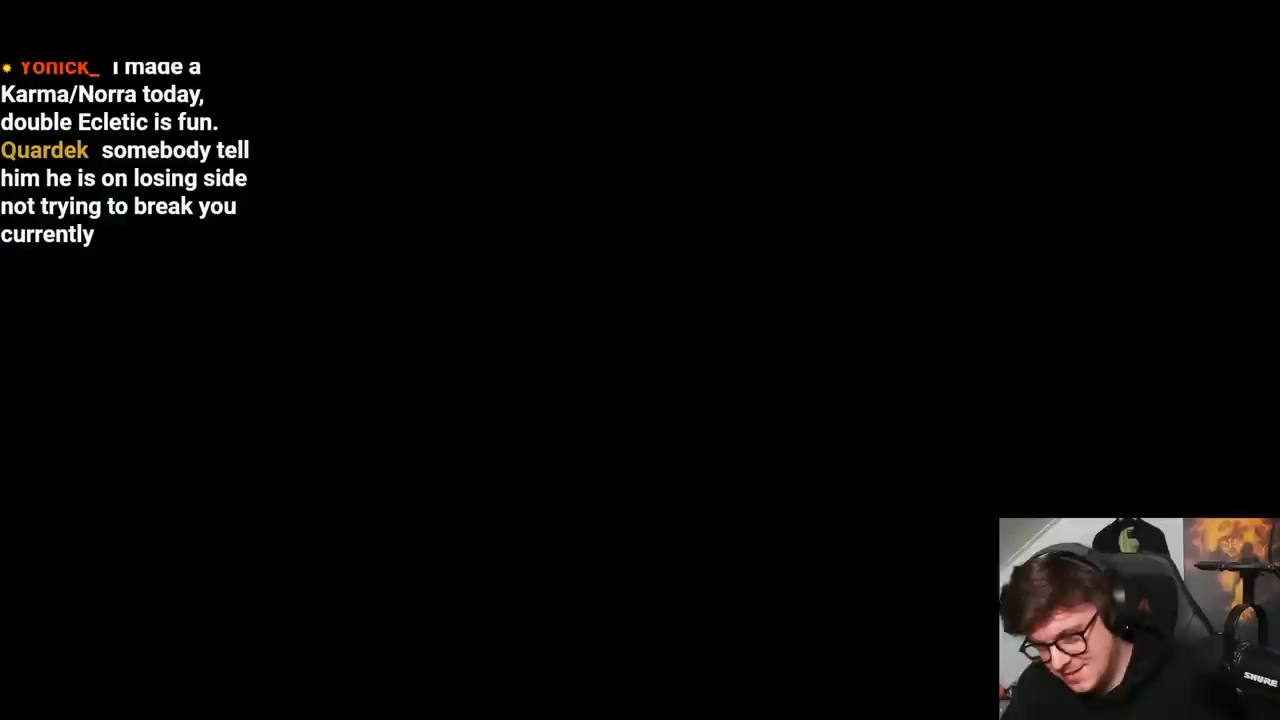 Yonick_ I made a
Karma/Norra today,
double Ecletic is fun.
Quardek somebody tell
him he is on losing side
not trying to break you
currently
SHURE